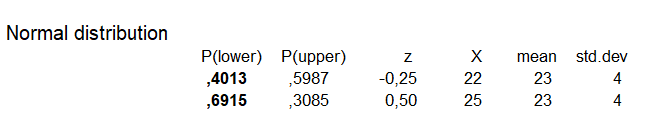 Normal distribution
P(lower) P(upper) z X mean std.dev
,4013 ,5987 -0,25 22 23 4
,6915 ,3085 0,50 25 23 4